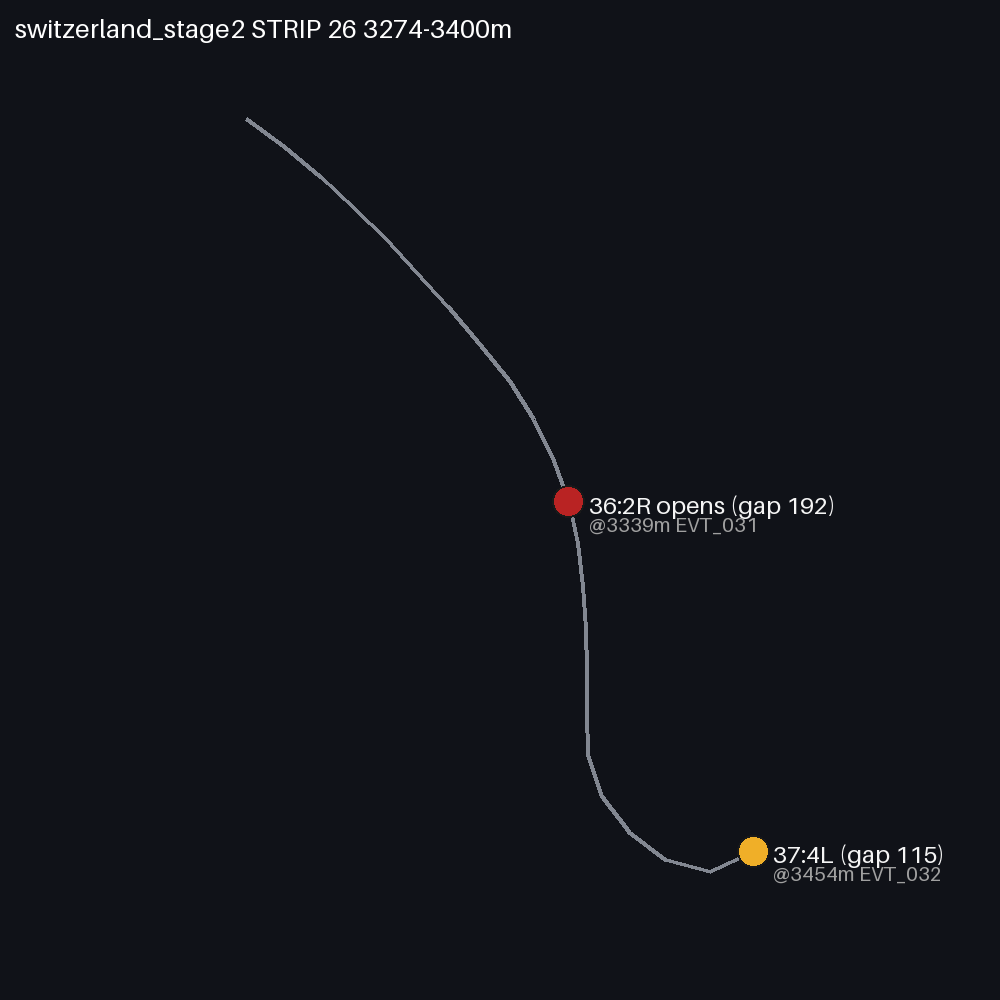 switzerland_stage2 STRIP 26 3274-3400m
36:2R opens (gap 192)
@3339m EVT_031
37:4L (gap 115)
@3454m EVT_032